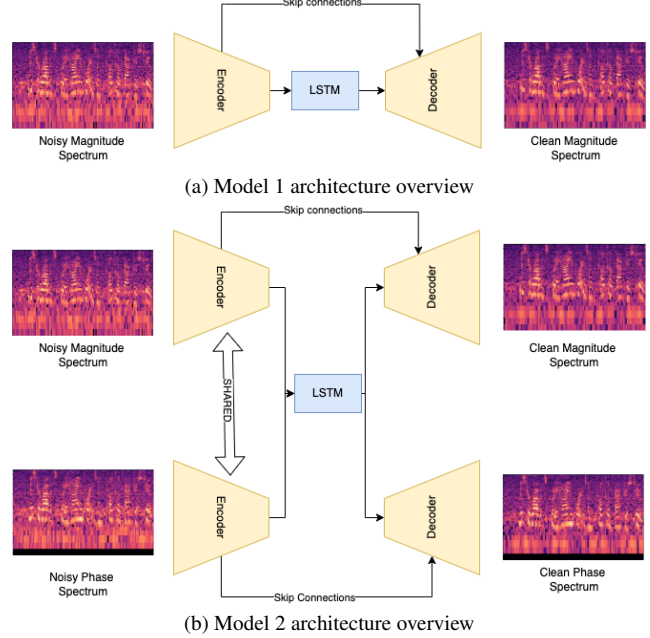 Skip connections
Encoder
LSTM
Decoder
Noisy Magnitude
Spectrum
Clean Magnitude
Spectrum
(a) Model 1 architecture overview
Skip connections
Encoder
Decoder
Noisy Magnitude
Spectrum
Clean Magnitude
Spectrum
SHARED
LSTM
Encoder
Decoder
Noisy Phase
Spectrum
Clean Phase
Spectrum
Skip Connections
(b) Model 2 architecture overview